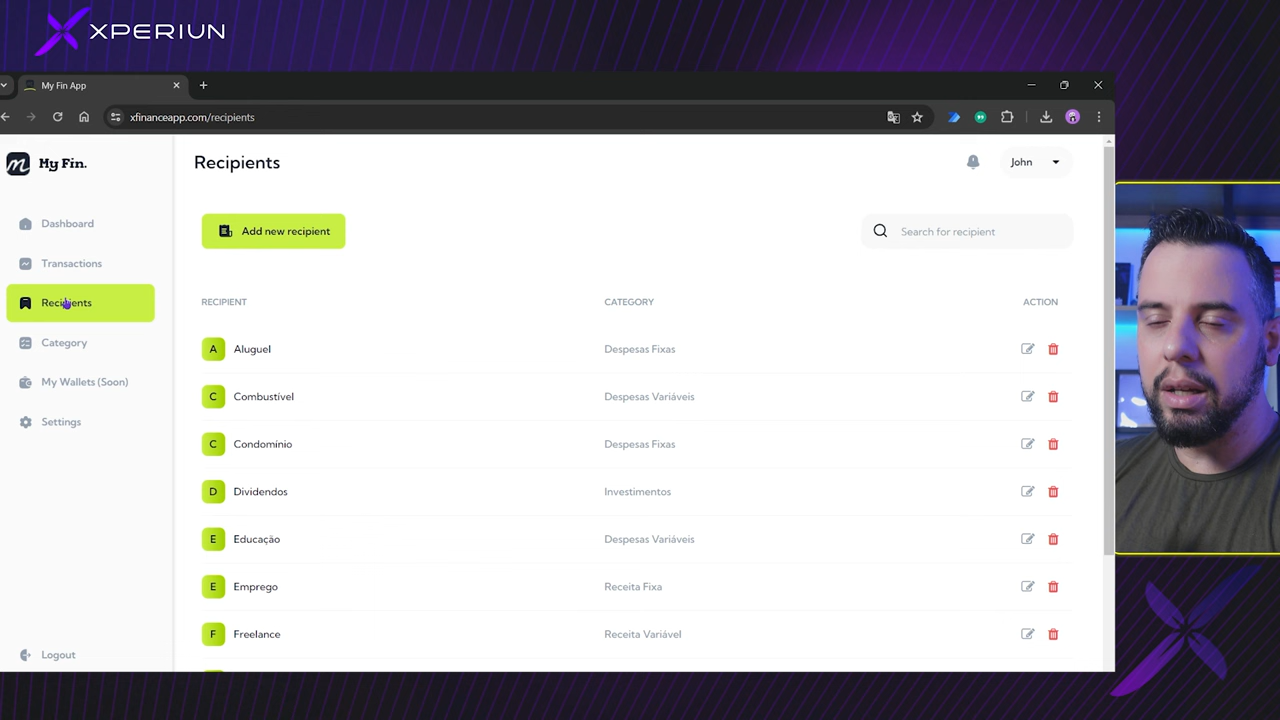 XPERIUN
My Fin App
xfinanceapp.com/recipients
My Fin.
Recipients
John
Dashboard
Transactions
Recipients
Category
My Wallets (Soon)
Settings
Logout
Add new recipient
Search for recipient
RECIPIENT CATEGORY ACTION
A Aluguel Despesas Fixas
C Combustível Despesas Variáveis
C Condomínio Despesas Fixas
D Dividendos Investimentos
E Educação Despesas Variáveis
E Emprego Receita Fixa
F Freelance Receita Variável